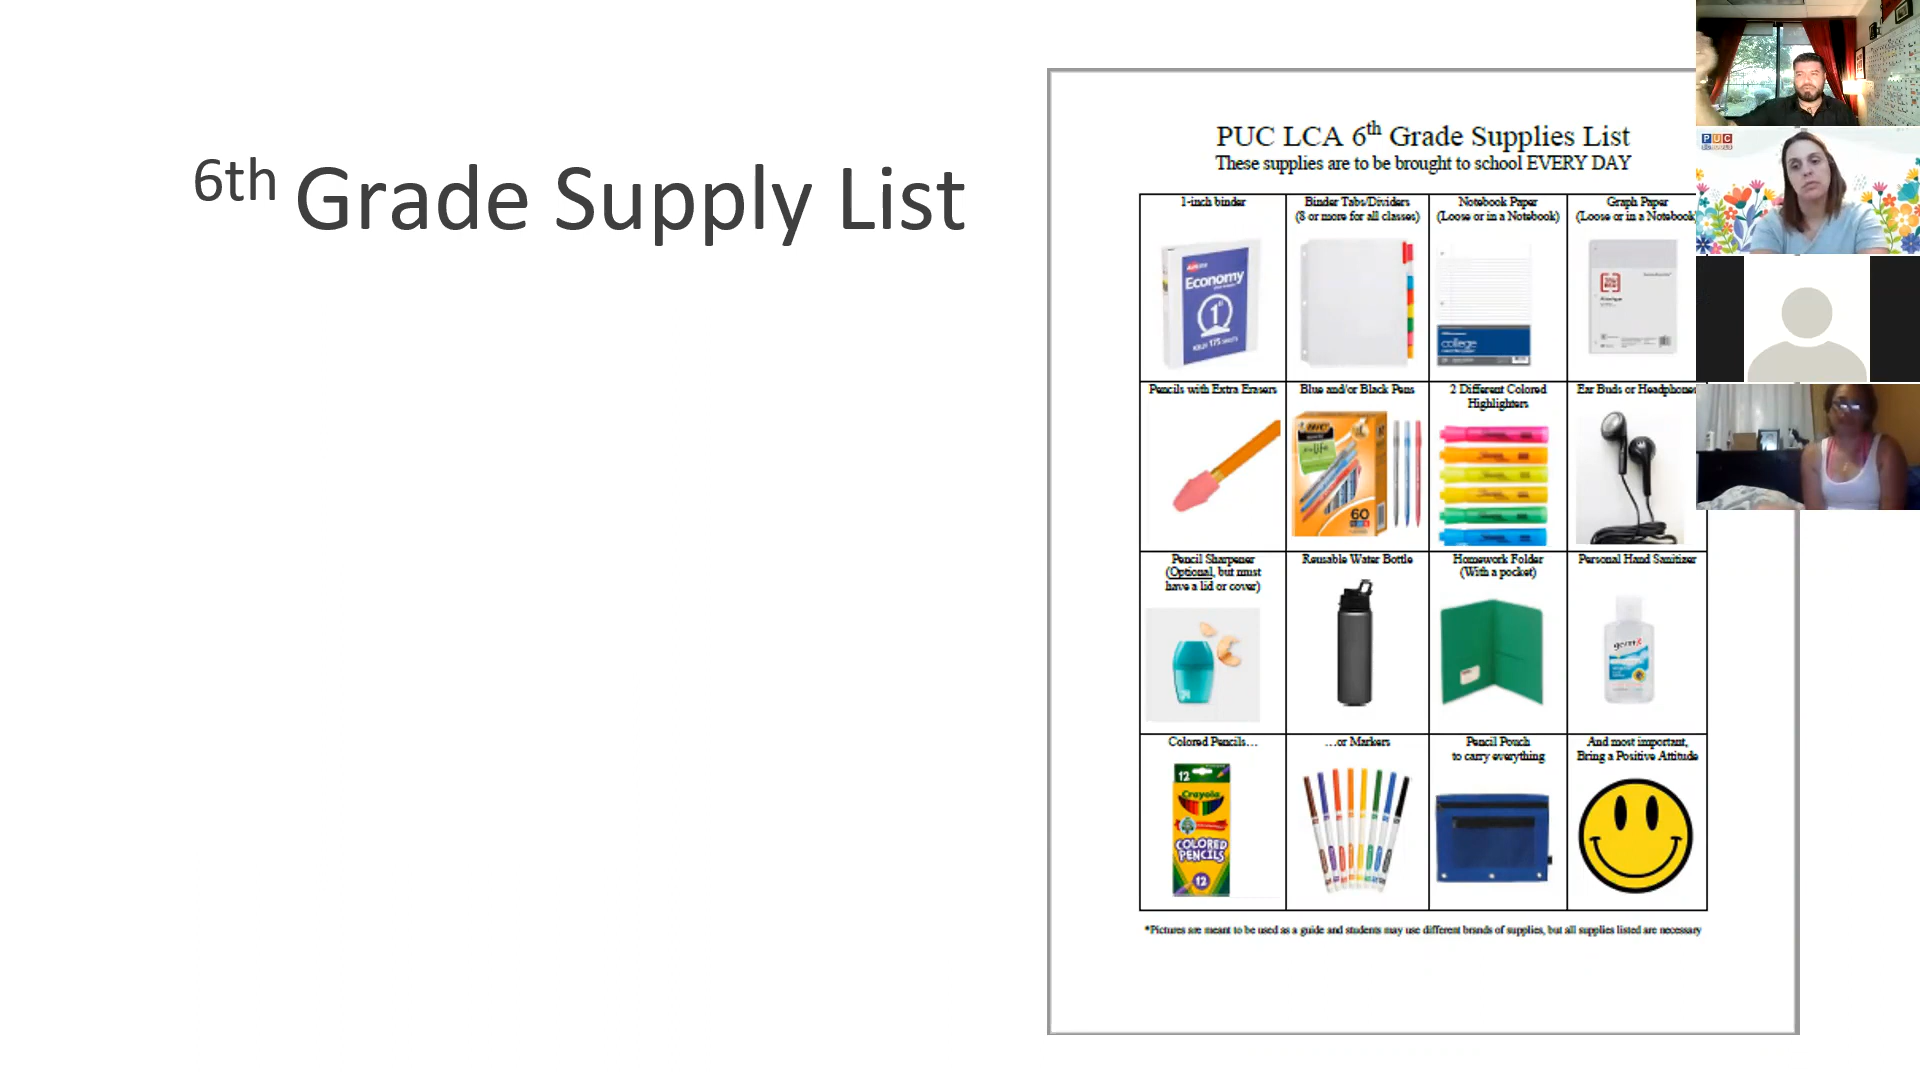 6th Grade Supply List
PUC LCA 6th Grade Supplies List
These supplies are to be brought to school EVERY DAY
1-inch binder
Binder Tabs/Dividers
(8 or more for all classes)
Notebook Paper
(Loose or in a Notebook)
Graph Paper
(Loose or in a Notebook
Economy
1"
HOLDS 175 SHEETS
college
Pencils with Extra Erasers
Blue and/or Black Pens
2 Different Colored
Highlighters
Ear Buds or Headphones
BIC
60
Pencil Sharpener
(Optional, but must
have a lid or cover)
Reusable Water Bottle
Homework Folder
(With a pocket)
Personal Hand Sanitizer
Colored Pencils…
…or Markers
Pencil Pouch
to carry everything
And most important,
Bring a Positive Attitude
12
Crayola
COLORED
PENCILS
12
*Pictures are meant to be used as a guide and students may use different brands of supplies, but all supplies listed are necessary
PUC
SCHOOLS